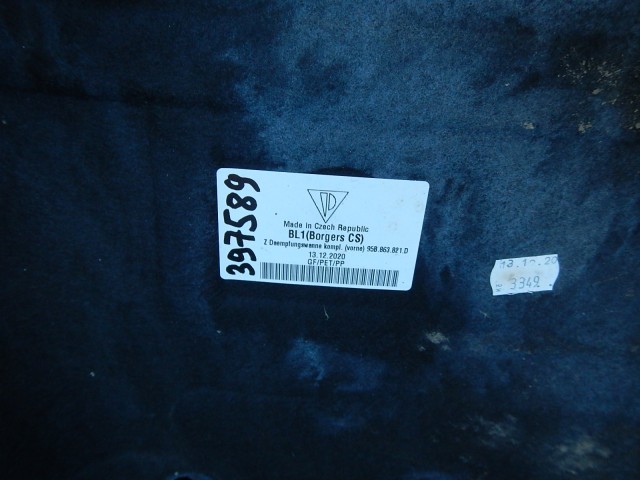 397589
Made in Czech Republic
BL1(Borgers CS)
Z Daempfungswanne kompl. (vorne) 95B.863.821.D
13.12.2020
GF/PET/PP
3349